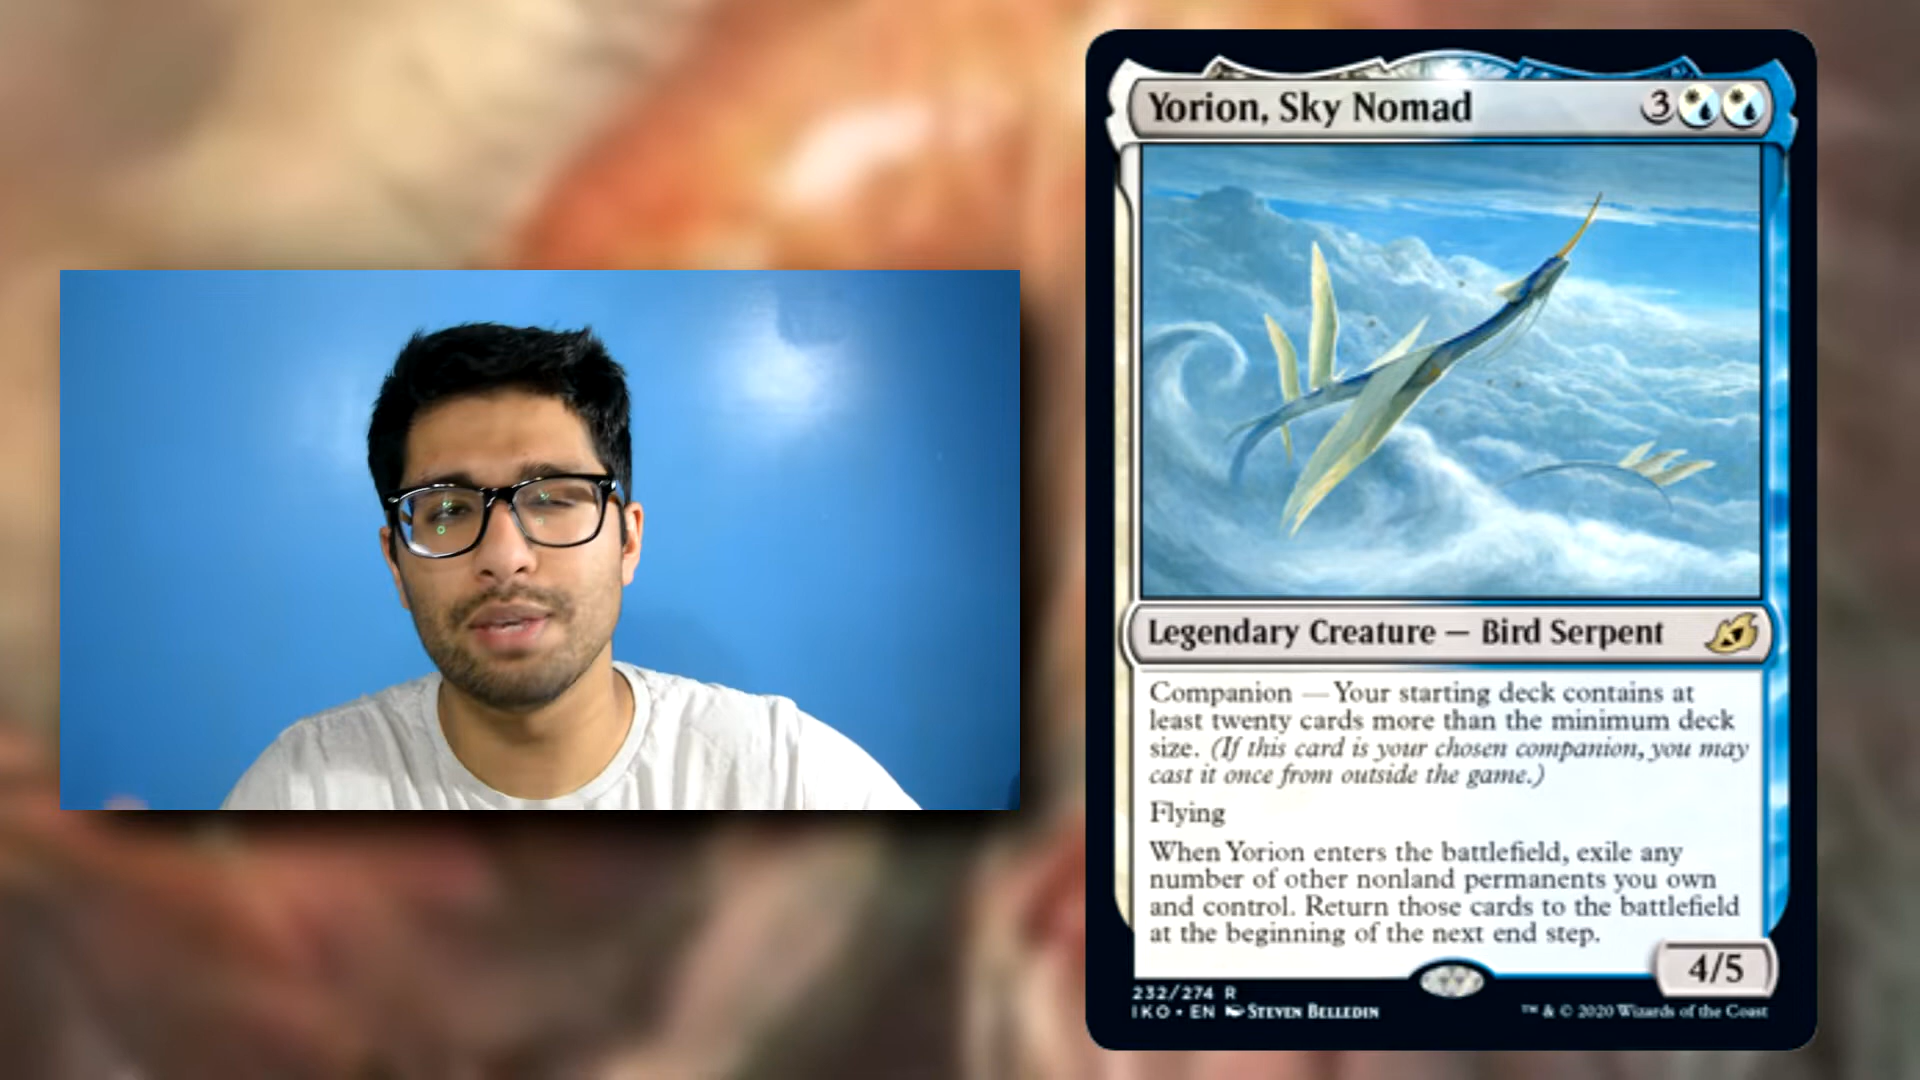 Yorion, Sky Nomad
3
Legendary Creature — Bird Serpent
Companion — Your starting deck contains at
least twenty cards more than the minimum deck
size. (If this card is your chosen companion, you may
cast it once from outside the game.)
Flying
When Yorion enters the battlefield, exile any
number of other nonland permanents you own
and control. Return those cards to the battlefield
at the beginning of the next end step.
4/5
232/274 R
IKO • EN Steven Belledin
™ & © 2020 Wizards of the Coast